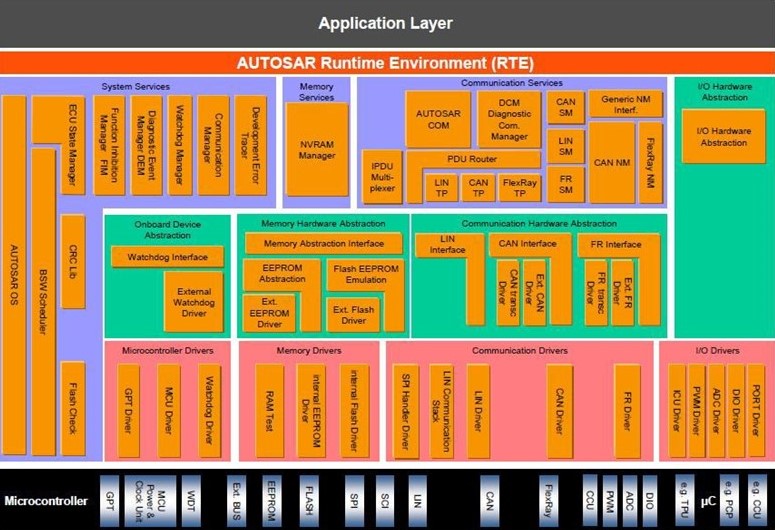 Application Layer
AUTOSAR Runtime Environment (RTE)
System Services
AUTOSAR OS
BSW Scheduler
ECU State Manager
CRC Lib
Flash Check
Function Inhibition
Manager FIM
Diagnostic Event
Manager DEM
Watchdog Manager
Communication
Manager
Development Error
Tracer
Memory
Services
NVRAM
Manager
Communication Services
IPDU
Multi-
plexer
AUTOSAR
COM
DCM
Diagnostic
Com.
Manager
PDU Router
LIN
TP
CAN
TP
FlexRay
TP
CAN
SM
LIN
SM
FR
SM
Generic NM
Interf.
CAN NM
FlexRay NM
I/O Hardware
Abstraction
I/O Hardware
Abstraction
Onboard Device
Abstraction
Watchdog Interface
External
Watchdog
Driver
Memory Hardware Abstraction
Memory Abstraction Interface
EEPROM
Abstraction
Ext.
EEPROM
Driver
Flash EEPROM
Emulation
Ext. Flash
Driver
Communication Hardware Abstraction
LIN
Interface
CAN Interface
CAN transc
Driver
Ext. CAN
Driver
FR Interface
FR transc
Driver
Ext. FR
Driver
Microcontroller Drivers
GPT Driver
MCU Driver
Watchdog Driver
Memory Drivers
RAM Test
internal EEPROM
Driver
internal Flash Driver
Communication Drivers
SPI Handler Driver
LIN Communication
Stack
LIN Driver
CAN Driver
FR Driver
I/O Drivers
ICU Driver
PWM Driver
ADC Driver
DIO Driver
PORT Driver
Microcontroller
GPT
MCU
Power &
Clock Unit
WDT
Ext. BUS
EEPROM
FLASH
SPI
SCI
LIN
CAN
FlexRay
CCU
PWM
ADC
DIO
e.g. TPU
µC
e.g. PCP
e.g. CCU